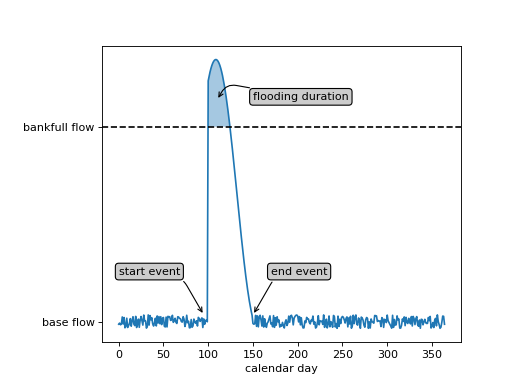 flooding duration
bankfull flow
start event
end event
base flow
0 50 100 150 200 250 300 350
calendar day